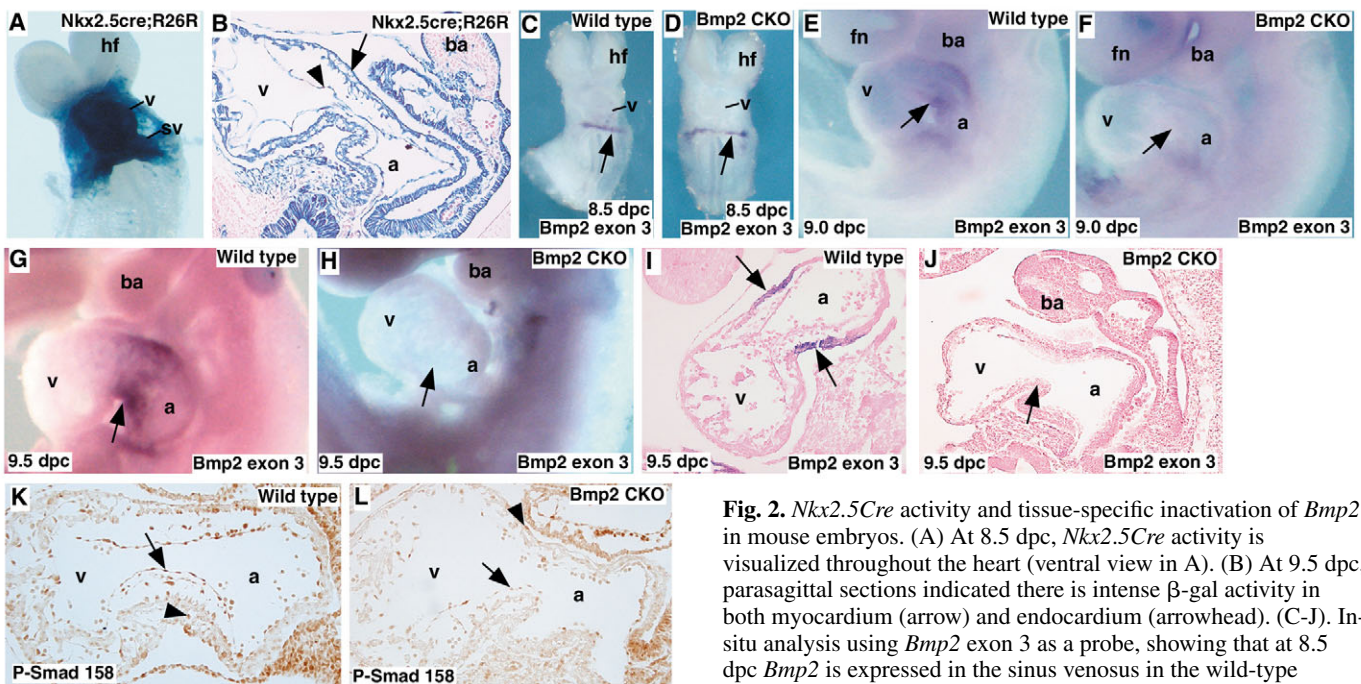 A
Nkx2.5cre;R26R
hf
v
sv
B
Nkx2.5cre;R26R
ba
v
a
C
Wild type
hf
v
8.5 dpc
Bmp2 exon 3
D
Bmp2 CKO
hf
v
8.5 dpc
Bmp2 exon 3
E
Wild type
fn
ba
v
a
9.0 dpc
Bmp2 exon 3
F
Bmp2 CKO
fn
ba
v
a
9.0 dpc
Bmp2 exon 3
G
Wild type
ba
v
a
9.5 dpc
Bmp2 exon 3
H
Bmp2 CKO
ba
v
a
9.5 dpc
Bmp2 exon 3
I
Wild type
a
v
9.5 dpc
Bmp2 exon 3
J
Bmp2 CKO
ba
v
a
9.5 dpc
Bmp2 exon 3
K
Wild type
v
a
P-Smad 158
L
Bmp2 CKO
v
a
P-Smad 158
Fig. 2. Nkx2.5Cre activity and tissue-specific inactivation of Bmp2
in mouse embryos. (A) At 8.5 dpc, Nkx2.5Cre activity is
visualized throughout the heart (ventral view in A). (B) At 9.5 dpc,
parasagittal sections indicated there is intense β-gal activity in
both myocardium (arrow) and endocardium (arrowhead). (C-J). In-
situ analysis using Bmp2 exon 3 as a probe, showing that at 8.5
dpc Bmp2 is expressed in the sinus venosus in the wild-type